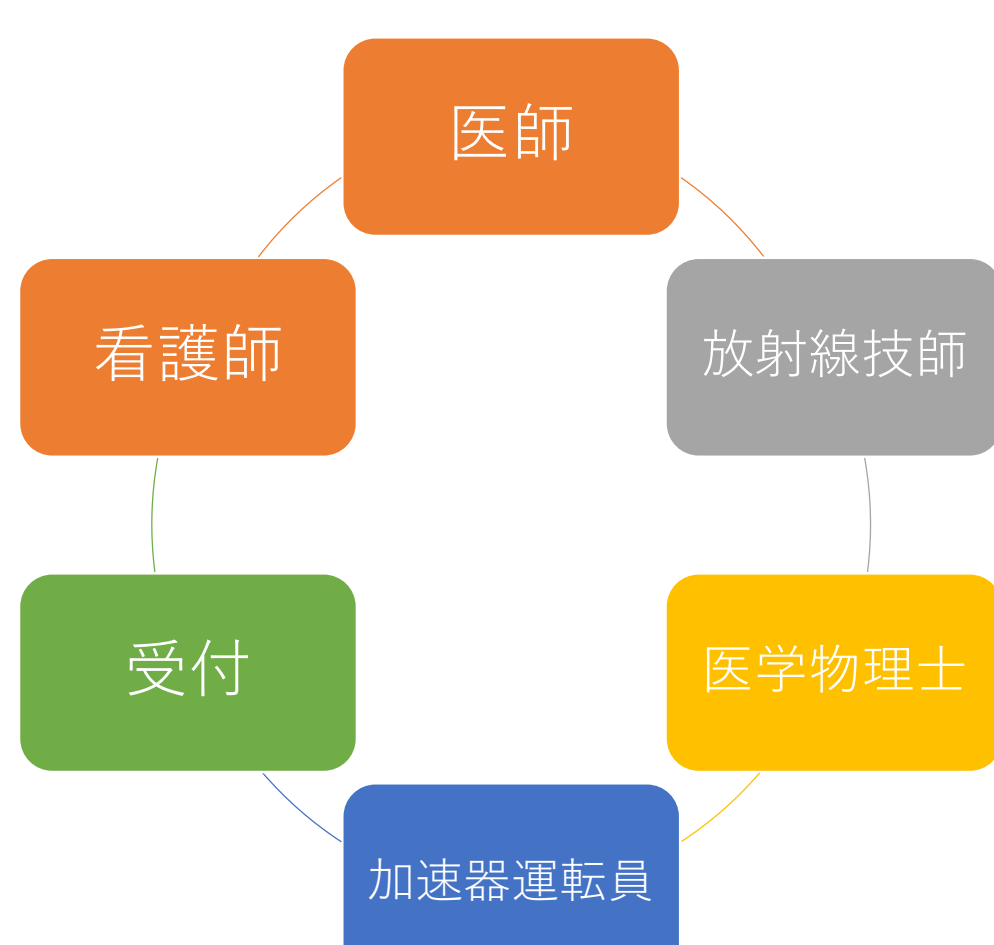 医師
看護師
放射線技師
受付
医学物理士
加速器運転員